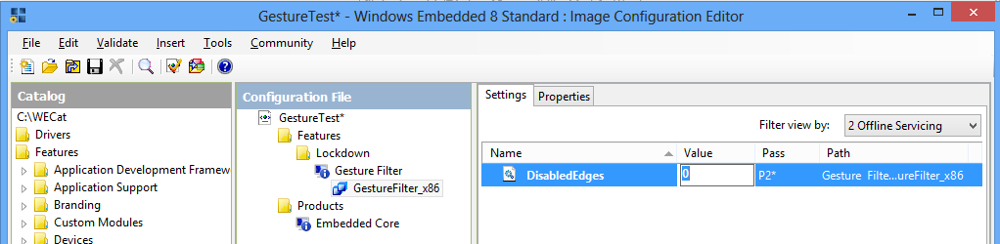 GestureTest* - Windows Embedded 8 Standard : Image Configuration Editor
File Edit Validate Insert Tools Community Help
Catalog
C:\WECat
Drivers
Features
Application Development Framew
Application Support
Branding
Custom Modules
Devices
Configuration File
GestureTest*
Features
Lockdown
Gesture Filter
GestureFilter_x86
Products
Embedded Core
Settings Properties
Filter view by: 2 Offline Servicing
Name Value Pass Path
DisabledEdges 0 P2* Gesture Filte...ureFilter_x86